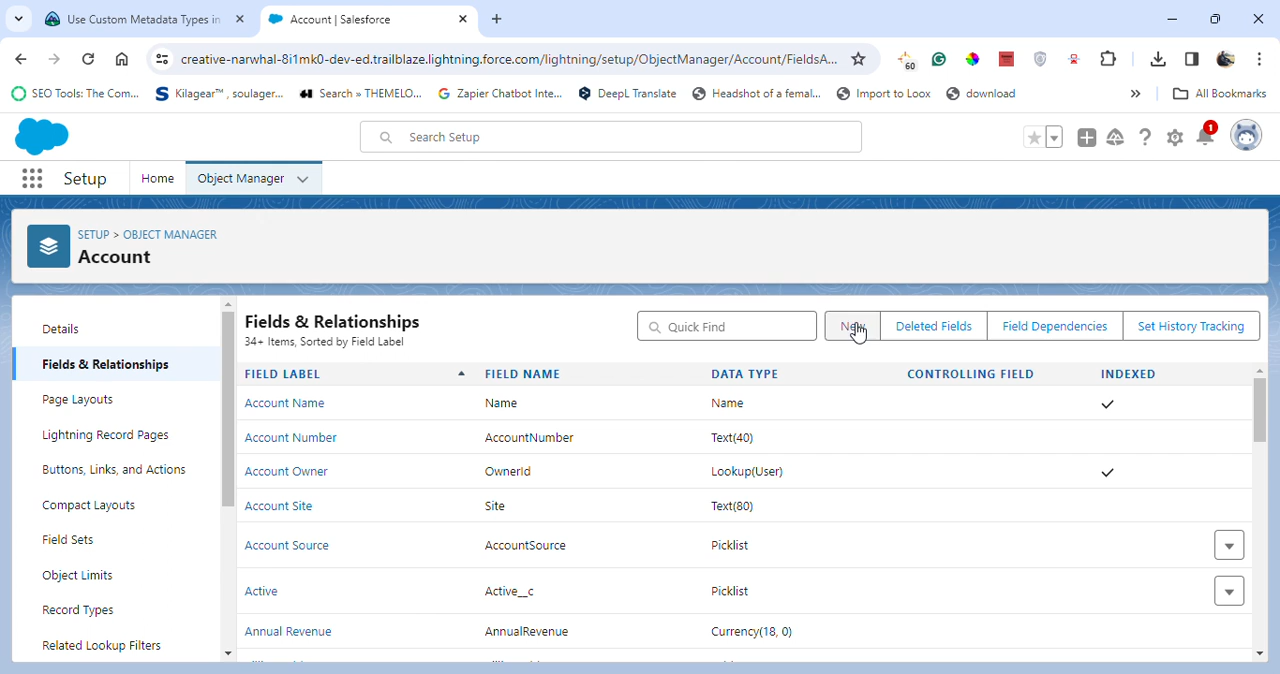 Use Custom Metadata Types in
Account | Salesforce
creative-narwhal-8i1mk0-dev-ed.trailblaze.lightning.force.com/lightning/setup/ObjectManager/Account/FieldsA...
60
SEO Tools: The Com...
Kilagear™ , soulager...
Search » THEMELO...
Zapier Chatbot Inte...
DeepL Translate
Headshot of a femal...
Import to Loox
download
»
All Bookmarks
Search Setup
1
Setup
Home
Object Manager
SETUP > OBJECT MANAGER
Account
Details
Fields & Relationships
Page Layouts
Lightning Record Pages
Buttons, Links, and Actions
Compact Layouts
Field Sets
Object Limits
Record Types
Related Lookup Filters
Fields & Relationships
34+ Items, Sorted by Field Label
Quick Find
New
Deleted Fields
Field Dependencies
Set History Tracking
FIELD LABEL FIELD NAME DATA TYPE CONTROLLING FIELD INDEXED
Account Name Name Name
Account Number AccountNumber Text(40)
Account Owner OwnerId Lookup(User)
Account Site Site Text(80)
Account Source AccountSource Picklist
Active Active__c Picklist
Annual Revenue AnnualRevenue Currency(18, 0)